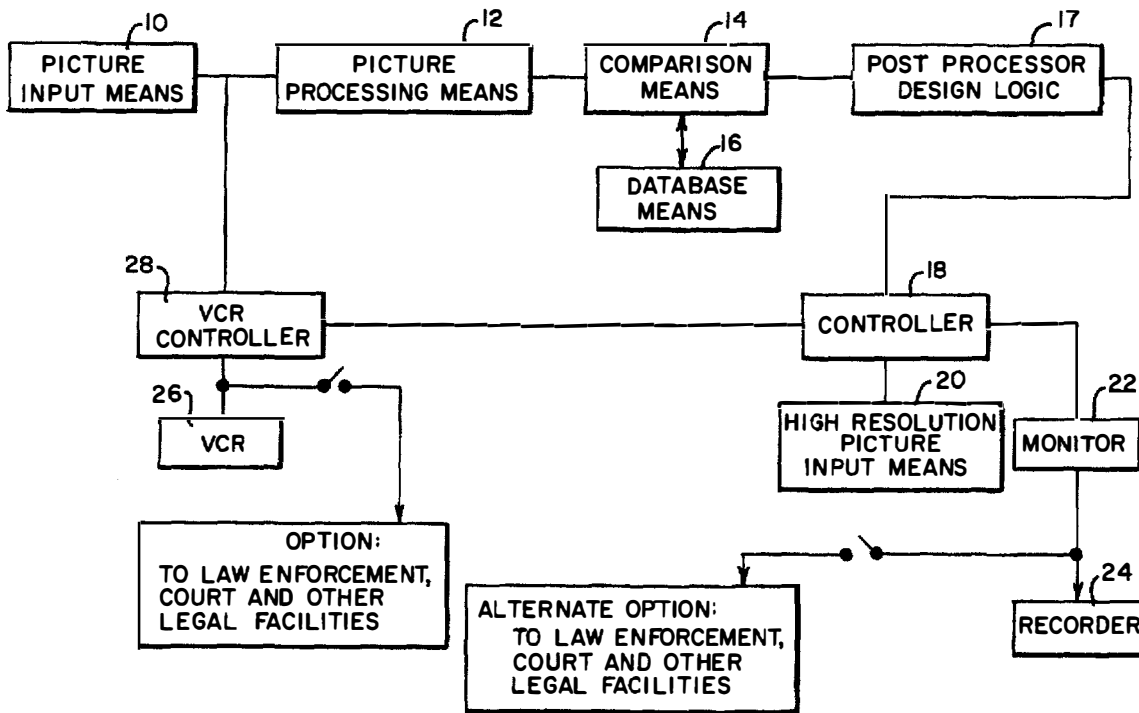 10
PICTURE
INPUT MEANS
12
PICTURE
PROCESSING MEANS
14
COMPARISON
MEANS
17
POST PROCESSOR
DESIGN LOGIC
16
DATABASE
MEANS
28
VCR
CONTROLLER
18
CONTROLLER
26
VCR
20
HIGH RESOLUTION
PICTURE
INPUT MEANS
22
MONITOR
OPTION:
TO LAW ENFORCEMENT,
COURT AND OTHER
LEGAL FACILITIES
ALTERNATE OPTION:
TO LAW ENFORCEMENT,
COURT AND OTHER
LEGAL FACILITIES
24
RECORDER